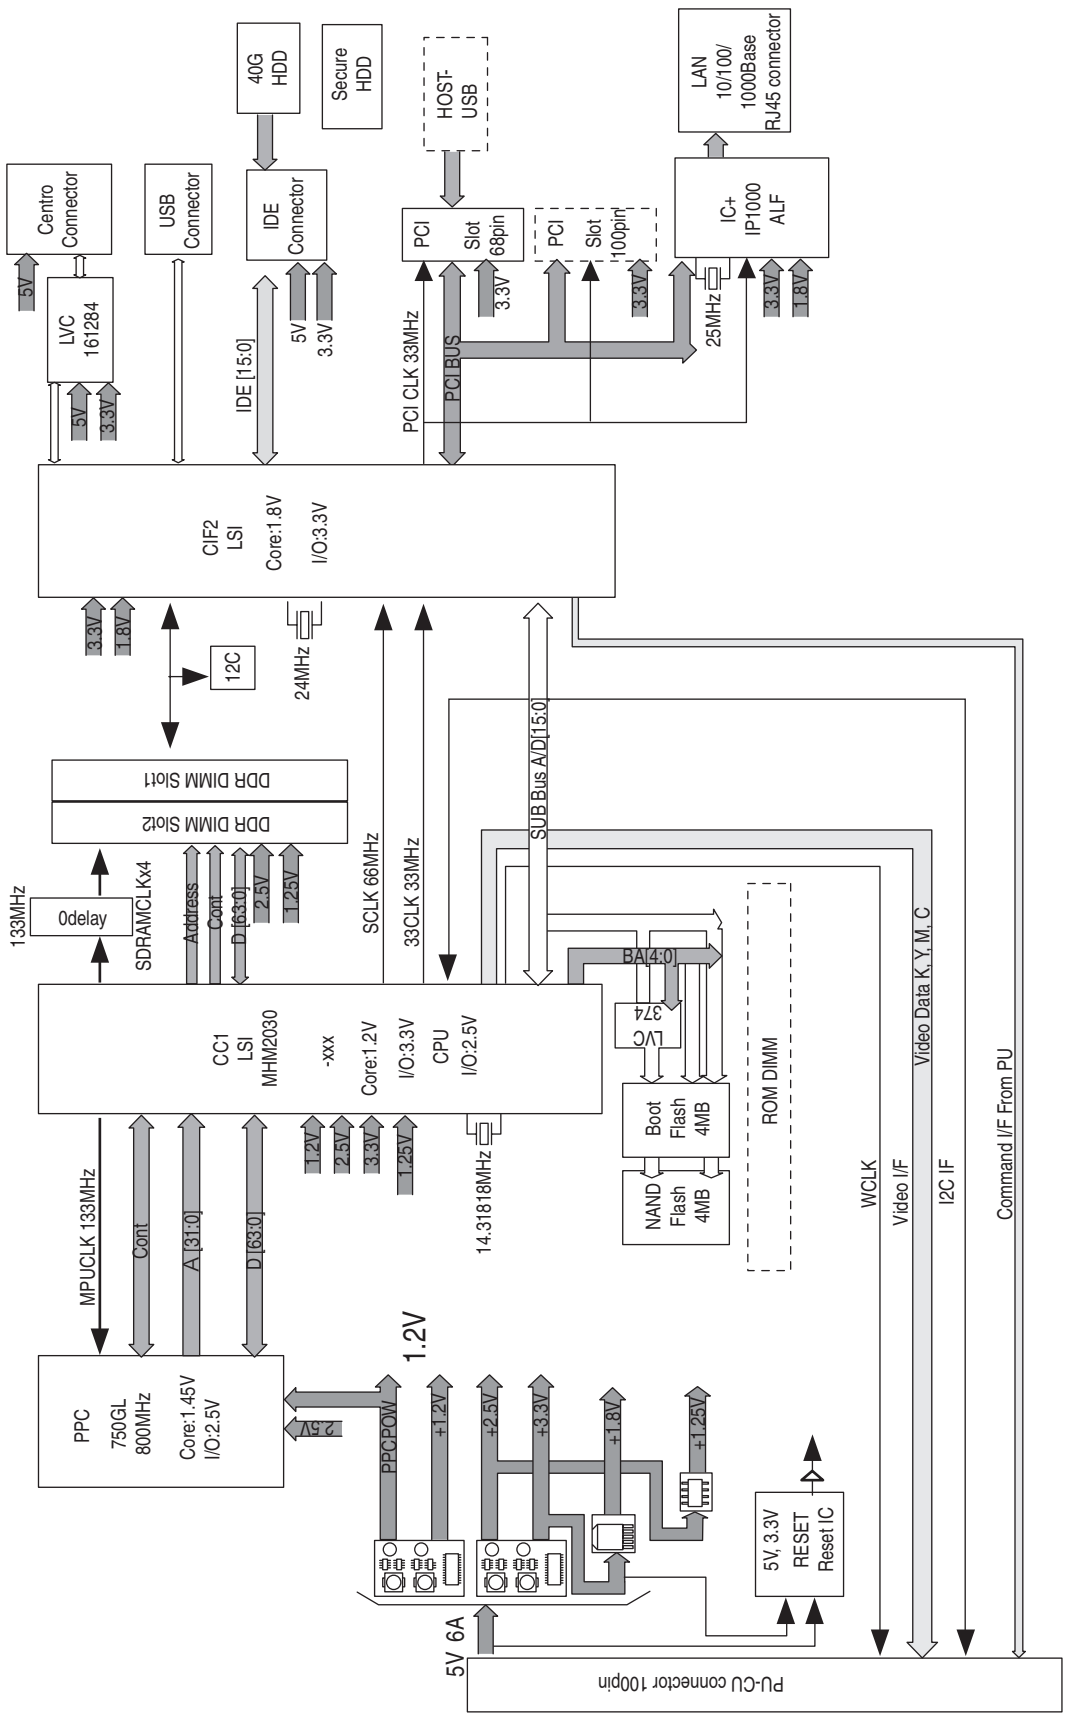 40G
HDD
Secure
HDD
HOST-
USB
LAN
10/100/
1000Base
RJ45 connector
Centro
Connector
USB
Connector
IDE
Connector
PCI
Slot
68pin
PCI
Slot
100pin
IC+
IP1000
ALF
5V
LVC
161284
5V
3.3V
IDE [15:0]
5V
3.3V
PCI CLK 33MHz
PCI BUS
3.3V
3.3V
25MHz
3.3V
1.8V
CIF2
LSI
Core:1.8V
I/O:3.3V
3.3V
1.8V
12C
24MHz
DDR DIMM Slot1
DDR DIMM Slot2
133MHz
0delay
SDRAMCLKx4
Address
Cont
D [63:0]
2.5V
1.25V
SCLK 66MHz
33CLK 33MHz
SUB Bus A/D[15:0]
CC1
LSI
MHM2030
-xxx
Core:1.2V
I/O:3.3V
CPU
I/O:2.5V
BA[4:0]
LVC
374
Boot
Flash
4MB
NAND
Flash
4MB
ROM DIMM
MPUCLK 133MHz
Cont
A [31:0]
D [63:0]
1.2V
2.5V
3.3V
1.25V
14.31818MHz
WCLK
Video I/F
Video Data K, Y, M, C
I2C IF
Command I/F From PU
PPC
750GL
800MHz
Core:1.45V
I/O:2.5V
2.5V
1.2V
PPCPOW
+1.2V
+2.5V
+3.3V
+1.8V
+1.25V
5V, 3.3V
RESET
Reset IC
5V 6A
PU-CU connector 100pin